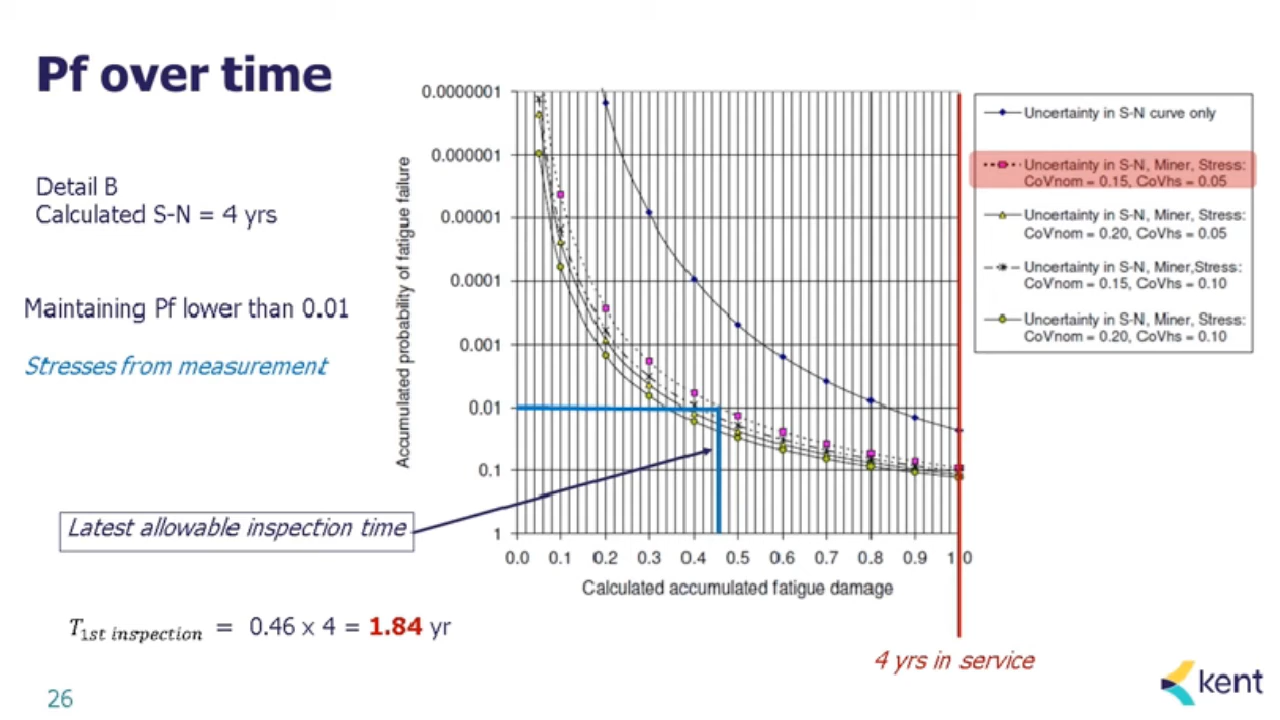 Pf over time
Detail B
Calculated S-N = 4 yrs
Maintaining Pf lower than 0.01
Stresses from measurement
Latest allowable inspection time
T1st inspection = 0.46 x 4 = 1.84 yr
26
Accumulated probability of fatigue failure
0.0000001
0.000001
0.00001
0.0001
0.001
0.01
0.1
1
0.0 0.1 0.2 0.3 0.4 0.5 0.6 0.7 0.8 0.9 1.0
Calculated accumulated fatigue damage
Uncertainty in S-N curve only
Uncertainty in S-N, Miner, Stress:
CoVnom = 0.15, CoVhs = 0.05
Uncertainty in S-N, Miner, Stress:
CoVnom = 0.20, CoVhs = 0.05
Uncertainty in S-N, Miner,Stress:
CoVnom = 0.15, CoVhs = 0.10
Uncertainty in S-N, Miner, Stress:
CoVnom = 0.20, CoVhs = 0.10
4 yrs in service
kent